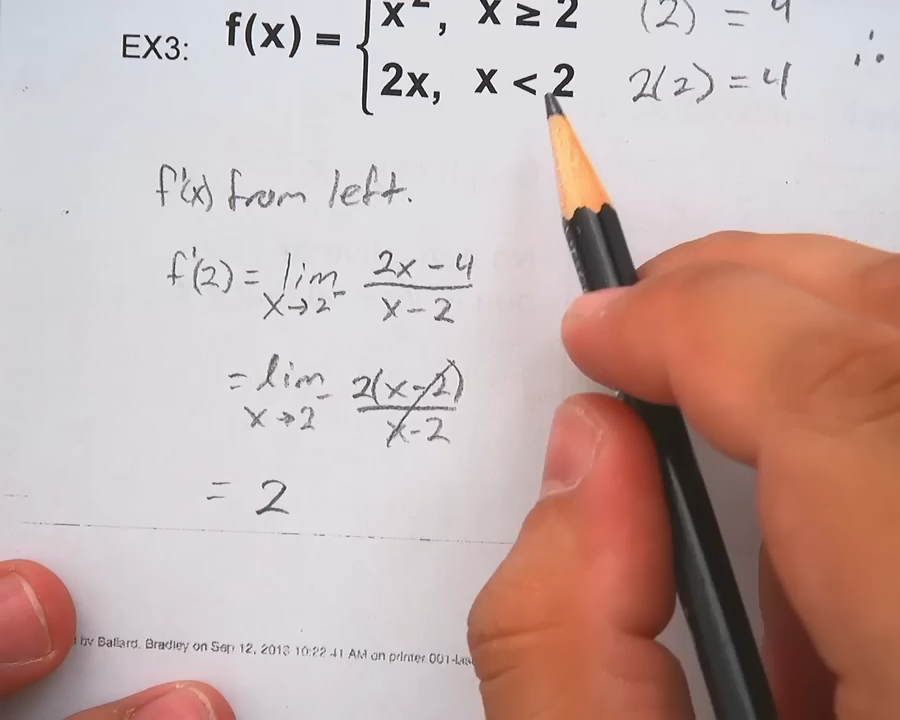 x², x ≥ 2 (2) = 4
EX3: f(x) = {
2x, x < 2 2(2) = 4
∴
f'(x) from left.
f'(2) = lim x→2⁻ (2x - 4)/(x - 2)
= lim x→2⁻ 2(x-2)/(x-2)
= 2
by Ballard, Bradley on Sep 12, 2013 10:22:41 AM on printer 001-las